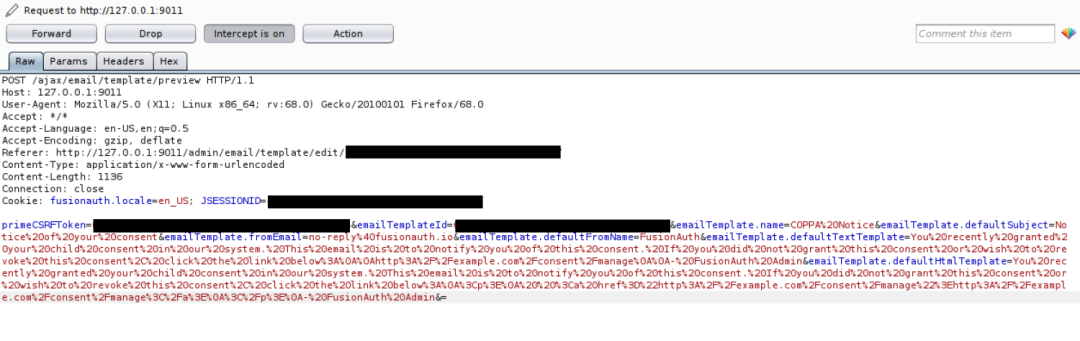 Request to http://127.0.0.1:9011
Forward Drop Intercept is on Action Comment this item
Raw Params Headers Hex
POST /ajax/email/template/preview HTTP/1.1
Host: 127.0.0.1:9011
User-Agent: Mozilla/5.0 (X11; Linux x86_64; rv:68.0) Gecko/20100101 Firefox/68.0
Accept: */*
Accept-Language: en-US,en;q=0.5
Accept-Encoding: gzip, deflate
Referer: http://127.0.0.1:9011/admin/email/template/edit/
Content-Type: application/x-www-form-urlencoded
Content-Length: 1136
Connection: close
Cookie: fusionauth.locale=en_US; JSESSIONID=
primeCSRFToken= &emailTemplateId= &emailTemplate.name=COPPA%20Notice&emailTemplate.defaultSubject=No
tice%20of%20your%20consent&emailTemplate.fromEmail=no-reply%40fusionauth.io&emailTemplate.defaultFromName=FusionAuth&emailTemplate.defaultTextTemplate=You%20recently%20granted%2
0your%20child%20consent%20in%20our%20system.%20This%20email%20is%20to%20notify%20you%20of%20this%20consent.%20If%20you%20did%20not%20grant%20this%20consent%20or%20wish%20to%20re
voke%20this%20consent%2C%20click%20the%20link%20below%3A%0A%0Ahttp%3A%2F%2Fexample.com%2Fconsent%2Fmanage%0A%0A-%20FusionAuth%20Admin&emailTemplate.defaultHtmlTemplate=You%20rec
ently%20granted%20your%20child%20consent%20in%20our%20system.%20This%20email%20is%20to%20notify%20you%20of%20this%20consent.%20If%20you%20did%20not%20grant%20this%20consent%20or
%20wish%20to%20revoke%20this%20consent%2C%20click%20the%20link%20below%3A%0A%3Cp%3E%0A%20%20%3Ca%20href%3D%22http%3A%2F%2Fexample.com%2Fconsent%2Fmanage%22%3Ehttp%3A%2F%2Fexampl
e.com%2Fconsent%2Fmanage%3C%2Fa%3E%0A%3C%2Fp%3E%0A-%20FusionAuth%20Admin&=